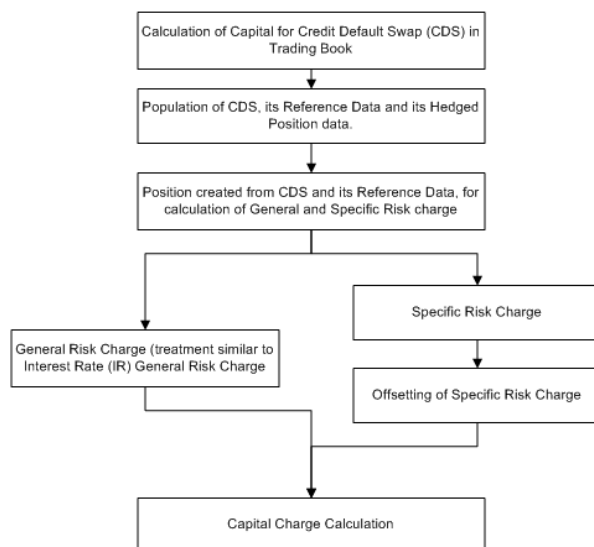 Calculation of Capital for Credit Default Swap (CDS) in
Trading Book
Population of CDS, its Reference Data and its Hedged
Position data.
Position created from CDS and its Reference Data, for
calculation of General and Specific Risk charge
Specific Risk Charge
General Risk Charge (treatment similar to
Interest Rate (IR) General Risk Charge
Offsetting of Specific Risk Charge
Capital Charge Calculation